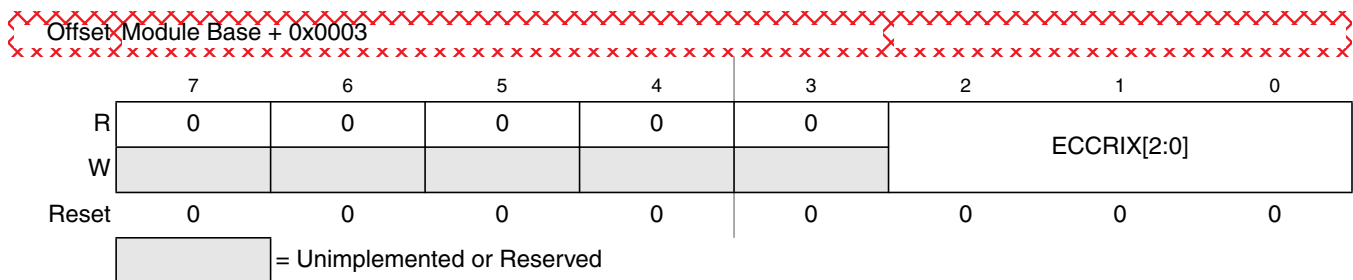 Offset Module Base + 0x0003
7 6 5 4 3 2 1 0
R 0 0 0 0 0 ECCRIX[2:0]
W
Reset 0 0 0 0 0 0 0 0
= Unimplemented or Reserved